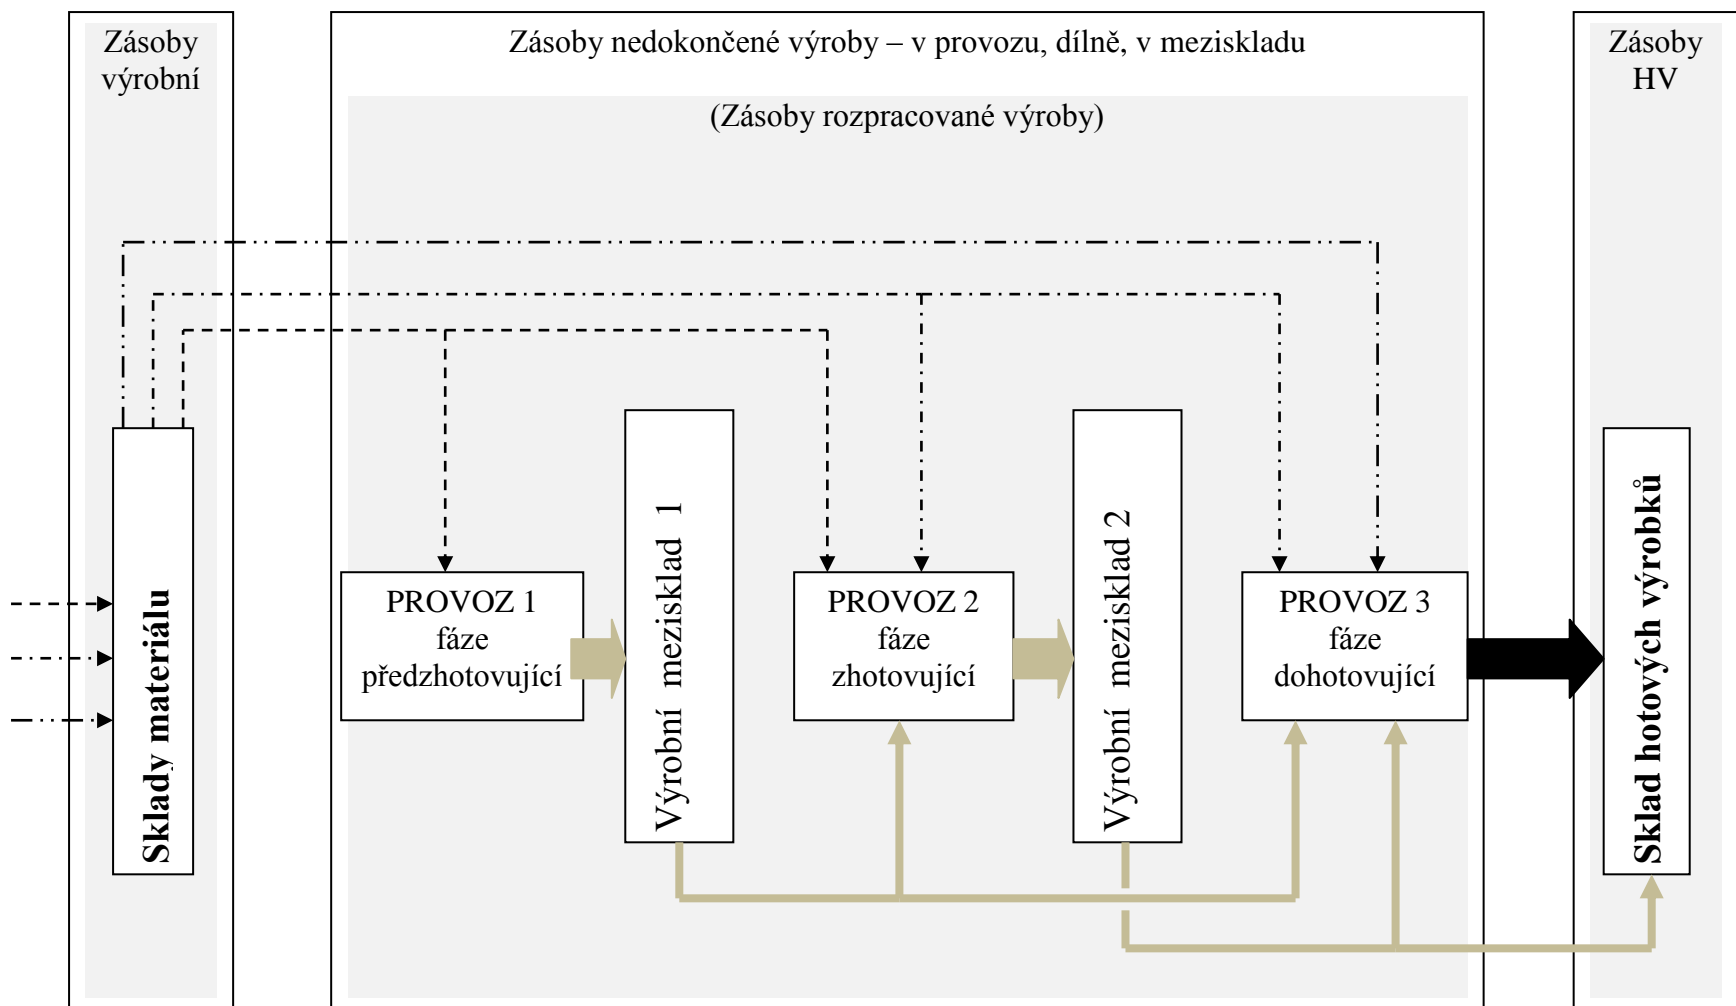 Zásoby
výrobní
Zásoby nedokončené výroby – v provozu, dílně, v meziskladu
(Zásoby rozpracované výroby)
Zásoby
HV
Sklady materiálu
PROVOZ 1
fáze
předzhotovující
Výrobní mezisklad 1
PROVOZ 2
fáze
zhotovující
Výrobní mezisklad 2
PROVOZ 3
fáze
dohotovující
Sklad hotových výrobků